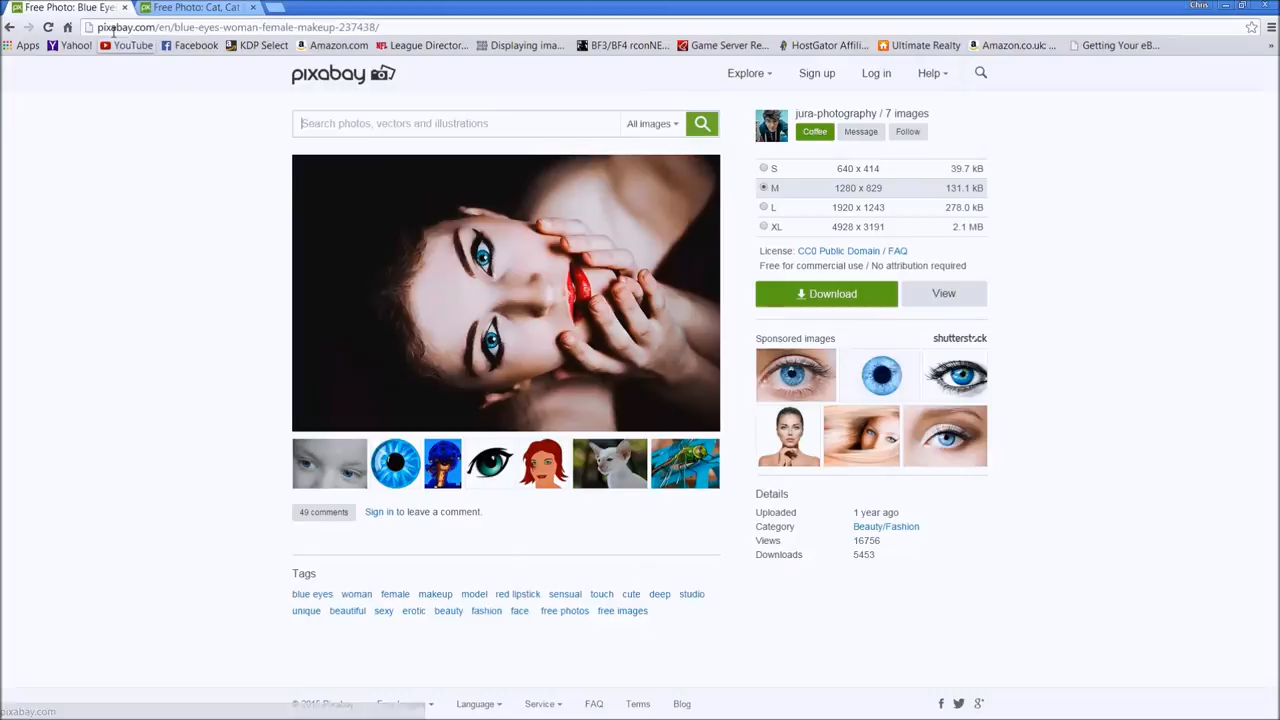 Free Photo: Blue Eye
Free Photo: Cat, Cat
Chris
pixabay.com/en/blue-eyes-woman-female-makeup-237438/
Apps Yahoo! YouTube Facebook KDP Select Amazon.com League Director... Displaying ima... BF3/BF4 rconNE... Game Server Re... HotGator Affili... Ultimate Realty Amazon.co.uk: ... Getting Your eB... »
pixabay
Explore Sign up Log in Help
Search photos, vectors and illustrations All images
jura-photography / 7 images
Coffee Message Follow
S 640 x 414 39.7 kB
M 1280 x 829 131.1 kB
L 1920 x 1243 278.0 kB
XL 4928 x 3191 2.1 MB
License: CC0 Public Domain / FAQ
Free for commercial use / No attribution required
Download View
Sponsored images shutterstock
49 comments Sign in to leave a comment.
Details
Uploaded 1 year ago
Category Beauty/Fashion
Views 16756
Downloads 5453
Tags
blue eyes woman female makeup model red lipstick sensual touch cute deep studio
unique beautiful sexy erotic beauty fashion face free photos free images
© 2015 Pixabay Language Service FAQ Terms Blog
pixabay.com